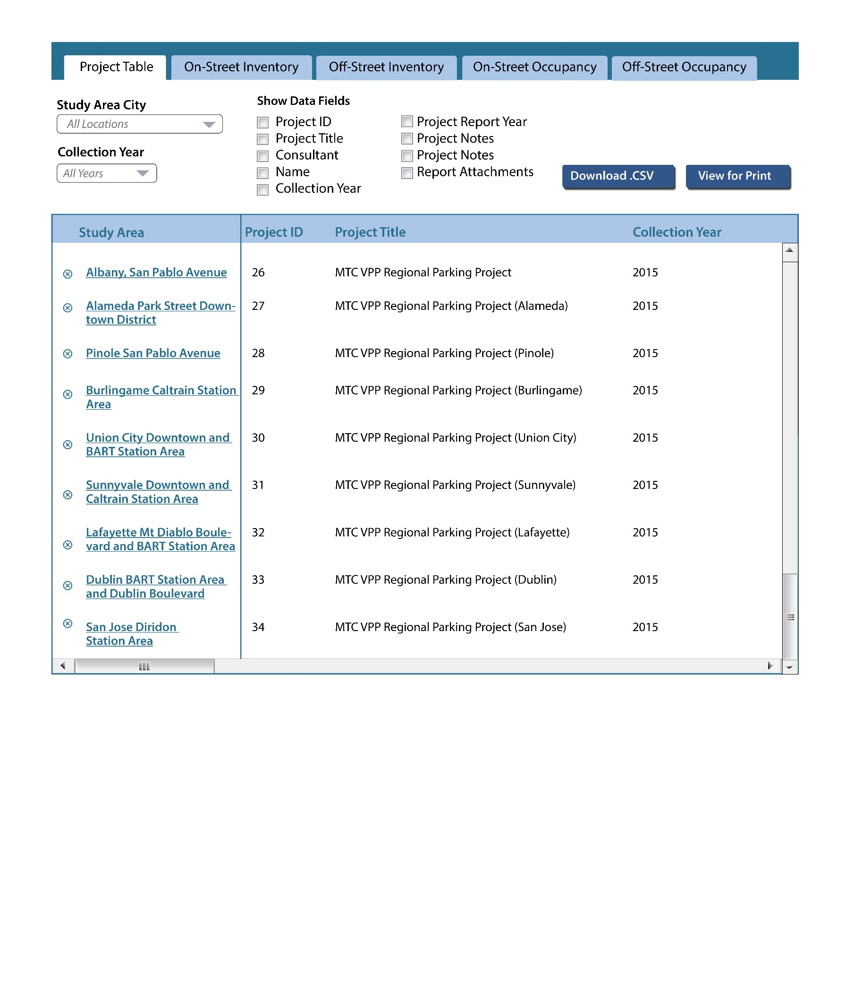 Project Table On-Street Inventory Off-Street Inventory On-Street Occupancy Off-Street Occupancy
Study Area City
All Locations
Collection Year
All Years
Show Data Fields
Project ID
Project Title
Consultant
Name
Collection Year
Project Report Year
Project Notes
Project Notes
Report Attachments
Download .CSV View for Print
Study Area Project ID Project Title Collection Year
Albany, San Pablo Avenue 26 MTC VPP Regional Parking Project 2015
Alameda Park Street Down- 27 MTC VPP Regional Parking Project (Alameda) 2015
town District
Pinole San Pablo Avenue 28 MTC VPP Regional Parking Project (Pinole) 2015
Burlingame Caltrain Station 29 MTC VPP Regional Parking Project (Burlingame) 2015
Area
Union City Downtown and 30 MTC VPP Regional Parking Project (Union City) 2015
BART Station Area
Sunnyvale Downtown and 31 MTC VPP Regional Parking Project (Sunnyvale) 2015
Caltrain Station Area
Lafayette Mt Diablo Boule- 32 MTC VPP Regional Parking Project (Lafayette) 2015
vard and BART Station Area
Dublin BART Station Area 33 MTC VPP Regional Parking Project (Dublin) 2015
and Dublin Boulevard
San Jose Diridon 34 MTC VPP Regional Parking Project (San Jose) 2015
Station Area